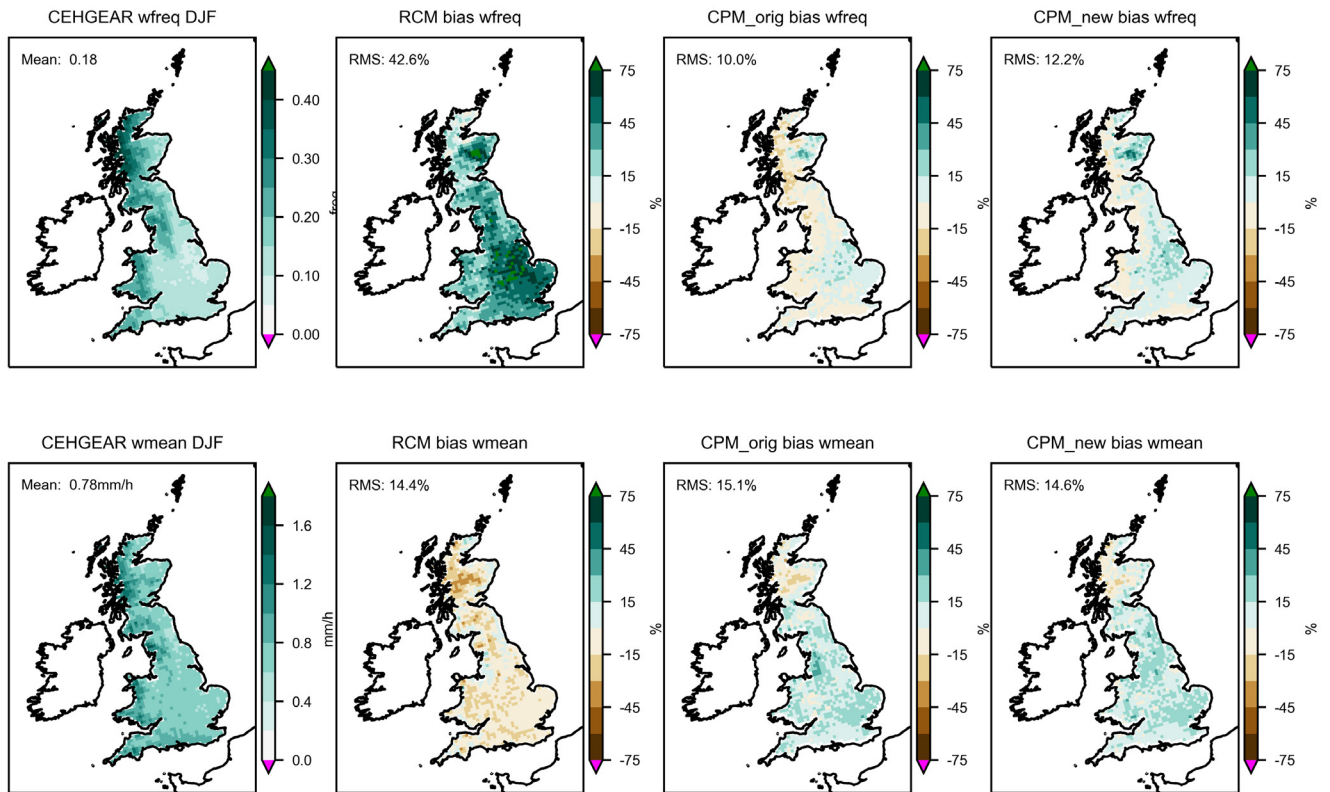 CEHGEAR wfreq DJF
RCM bias wfreq
CPM_orig bias wfreq
CPM_new bias wfreq
Mean: 0.18
RMS: 42.6%
RMS: 10.0%
RMS: 12.2%
0.40
0.30
0.20
0.10
0.00
freq
75
45
15
-15
-45
-75
%
75
45
15
-15
-45
-75
%
75
45
15
-15
-45
-75
%
CEHGEAR wmean DJF
RCM bias wmean
CPM_orig bias wmean
CPM_new bias wmean
Mean: 0.78mm/h
RMS: 14.4%
RMS: 15.1%
RMS: 14.6%
1.6
1.2
0.8
0.4
0.0
mm/h
75
45
15
-15
-45
-75
%
75
45
15
-15
-45
-75
%
75
45
15
-15
-45
-75
%